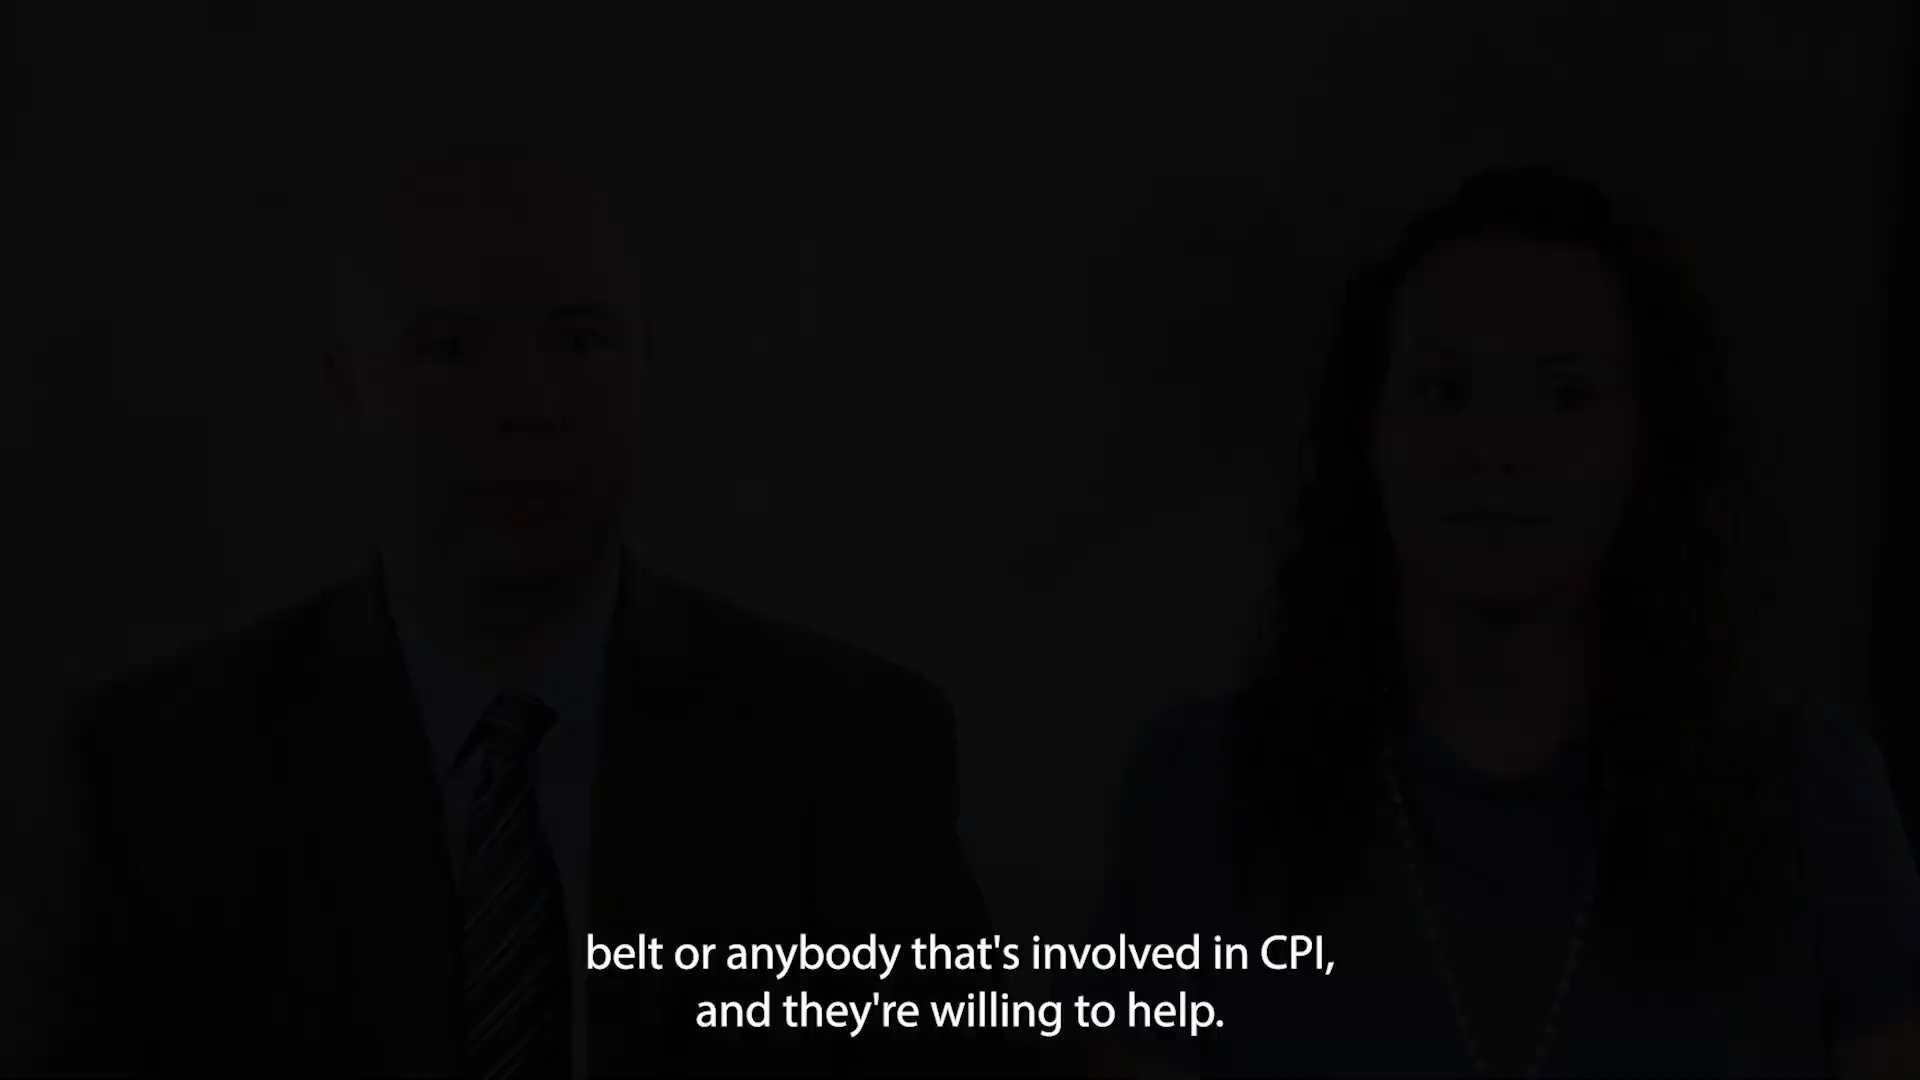 belt or anybody that's involved in CPI,
and they're willing to help.